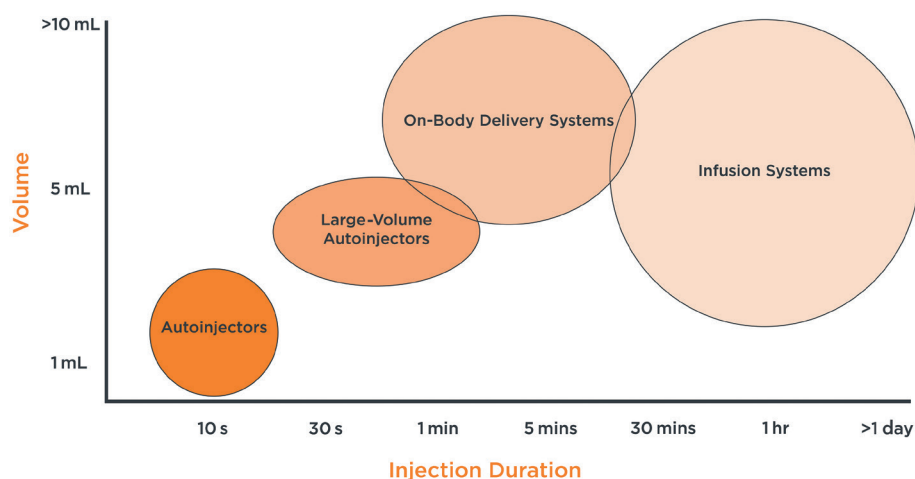 >10 mL
On-Body Delivery Systems
Infusion Systems
5 mL
Volume
Large-Volume
Autoinjectors
Autoinjectors
1 mL
10 s
30 s
1 min
5 mins
30 mins
1 hr
>1 day
Injection Duration